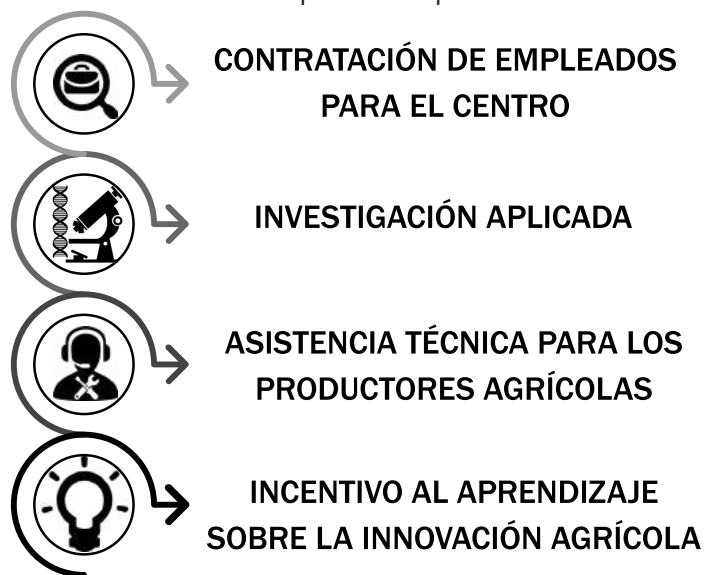 CONTRATACIÓN DE EMPLEADOS
PARA EL CENTRO
INVESTIGACIÓN APLICADA
ASISTENCIA TÉCNICA PARA LOS
PRODUCTORES AGRÍCOLAS
INCENTIVO AL APRENDIZAJE
SOBRE LA INNOVACIÓN AGRÍCOLA